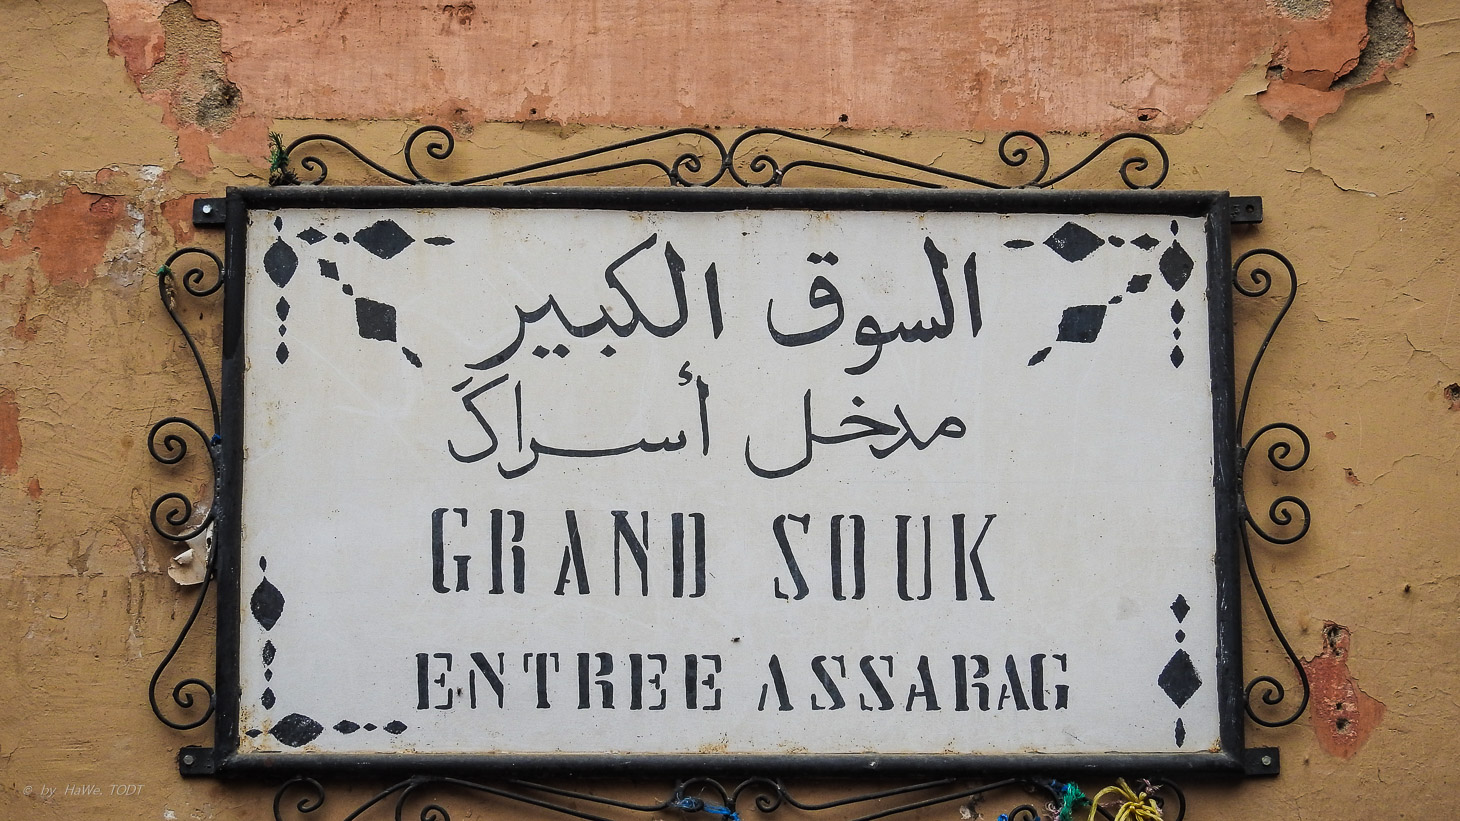 السوق الكبير
مدخل أسراگ
GRAND SOUK
ENTREE ASSARAG
© by HaWe. TODT